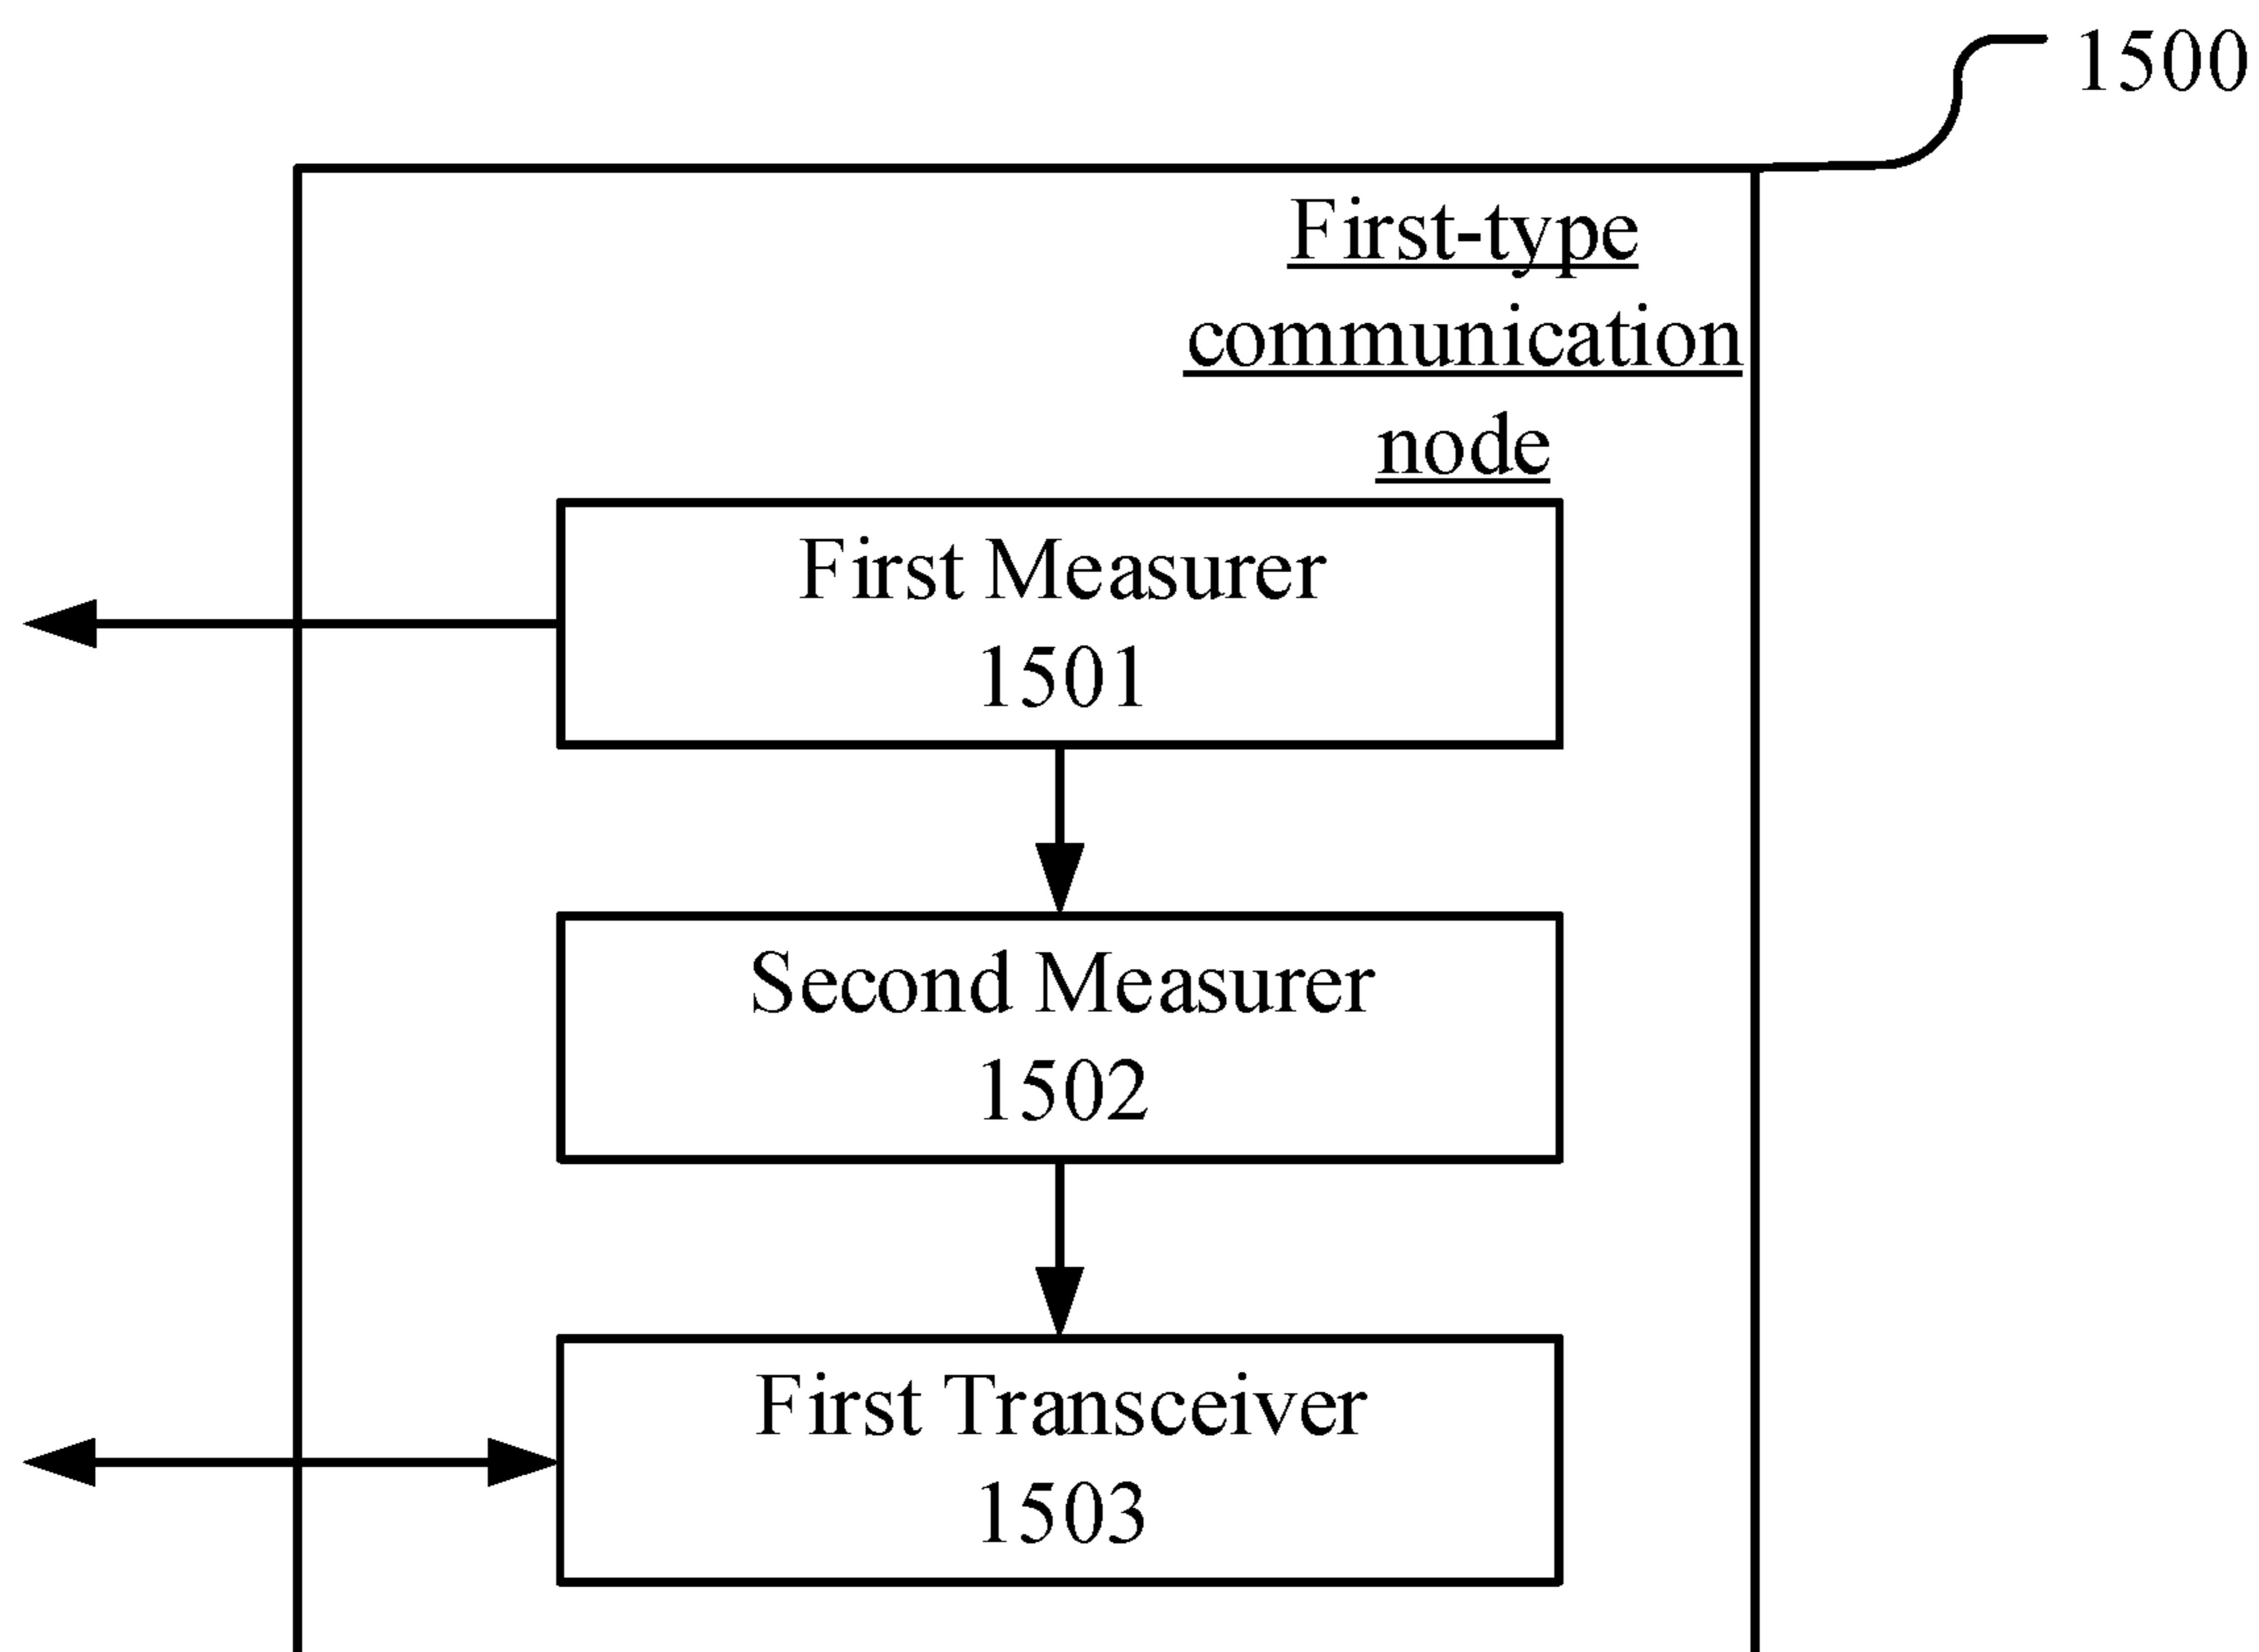 1500
First-type
communication
node
First Measurer
1501
Second Measurer
1502
First Transceiver
1503